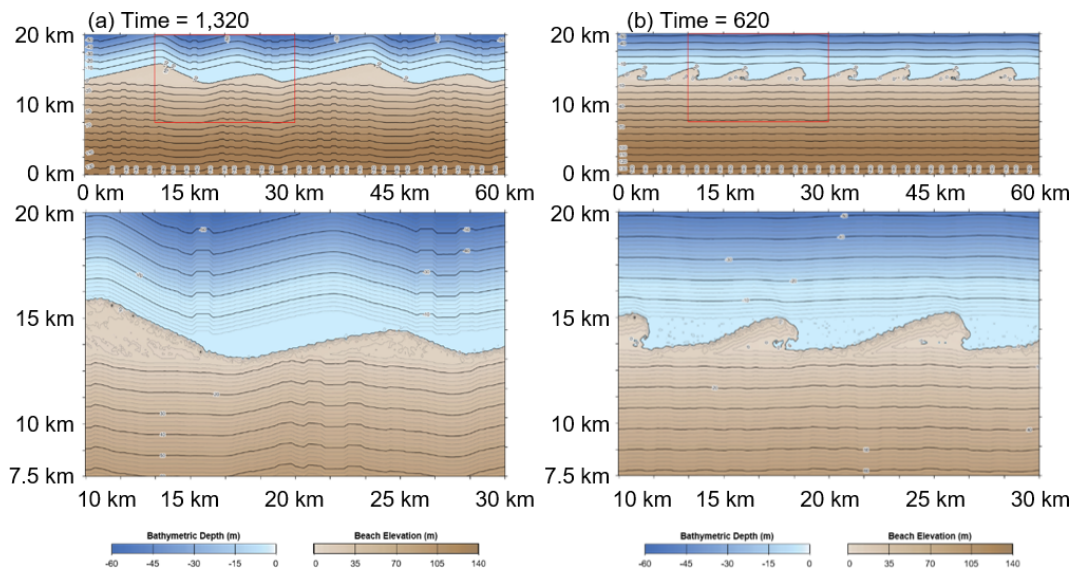 (a) Time = 1,320
20 km
10 km
0 km
0 km 15 km 30 km 45 km 60 km
20 km
15 km
10 km
7.5 km
10 km 15 km 20 km 25 km 30 km
Bathymetric Depth (m)
-60 -45 -30 -15 0
Beach Elevation (m)
0 35 70 105 140
(b) Time = 620
20 km
10 km
0 km
0 km 15 km 30 km 45 km 60 km
20 km
15 km
10 km
7.5 km
10 km 15 km 20 km 25 km 30 km
Bathymetric Depth (m)
-60 -45 -30 -15 0
Beach Elevation (m)
0 35 70 105 140